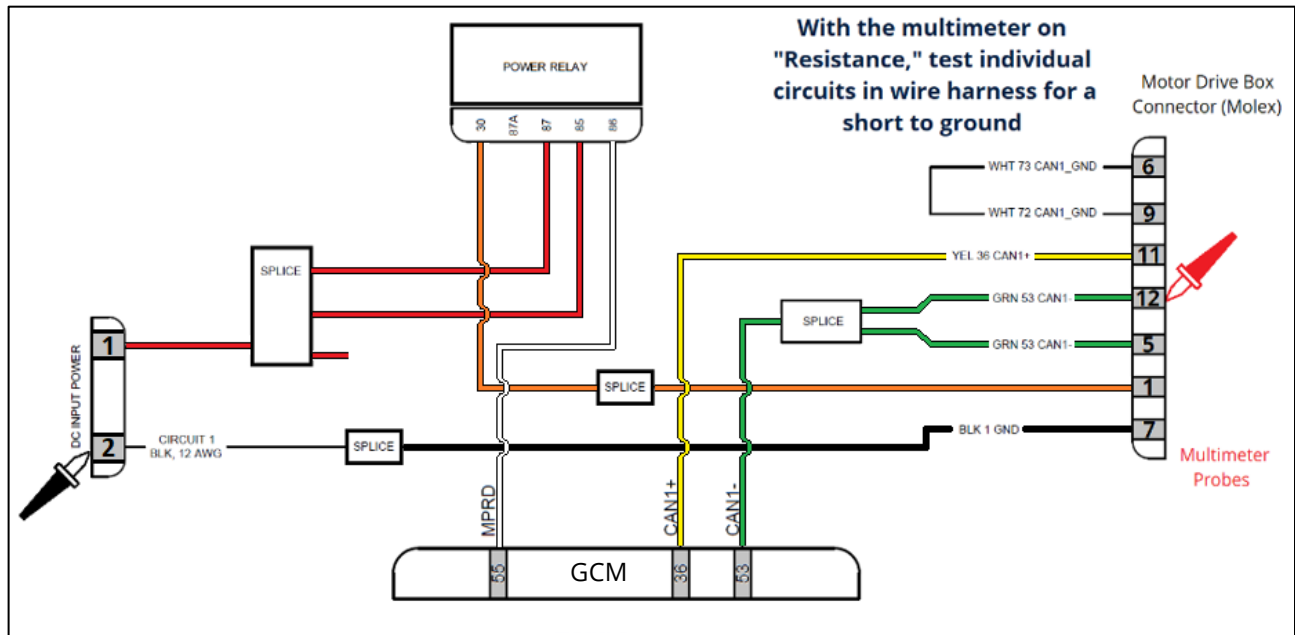 With the multimeter on
"Resistance," test individual
circuits in wire harness for a
short to ground
POWER RELAY
30
87A
87
85
86
Motor Drive Box
Connector (Molex)
WHT 73 CAN1_GND
6
WHT 72 CAN1_GND
9
YEL 36 CAN1+
11
GRN 53 CAN1-
12
GRN 53 CAN1-
5
1
BLK 1 GND
7
Multimeter
Probes
SPLICE
SPLICE
SPLICE
SPLICE
DC INPUT POWER
1
2
CIRCUIT 1
BLK, 12 AWG
MPRD
CAN1+
CAN1-
55
GCM
36
53